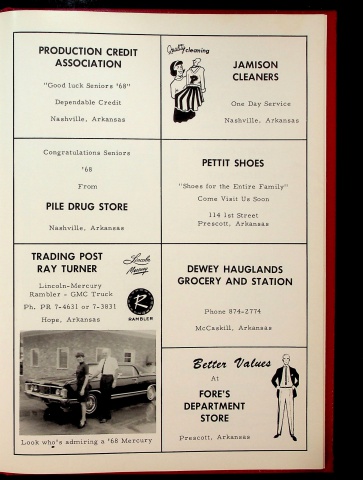 PRODUCTION CREDIT
ASSOCIATION
"Good luck Seniors '68"
Dependable Credit
Nashville, Arkansas
Quality cleaning
JAMISON
CLEANERS
One Day Service
Nashville, Arkansas
Congratulations Seniors
'68
From
PILE DRUG STORE
Nashville, Arkansas
PETTIT SHOES
"Shoes for the Entire Family"
Come Visit Us Soon
114 1st Street
Prescott, Arkansas
TRADING POST
RAY TURNER
Lincoln
Mercury
Lincoln-Mercury
Rambler - GMC Truck
Ph. PR 7-4631 or 7-3831
Hope, Arkansas
R
RAMBLER
Look who's admiring a '68 Mercury
DEWEY HAUGLANDS
GROCERY AND STATION
Phone 874-2774
McCaskill, Arkansas
Better Values
At
FORE'S
DEPARTMENT
STORE
Prescott, Arkansas